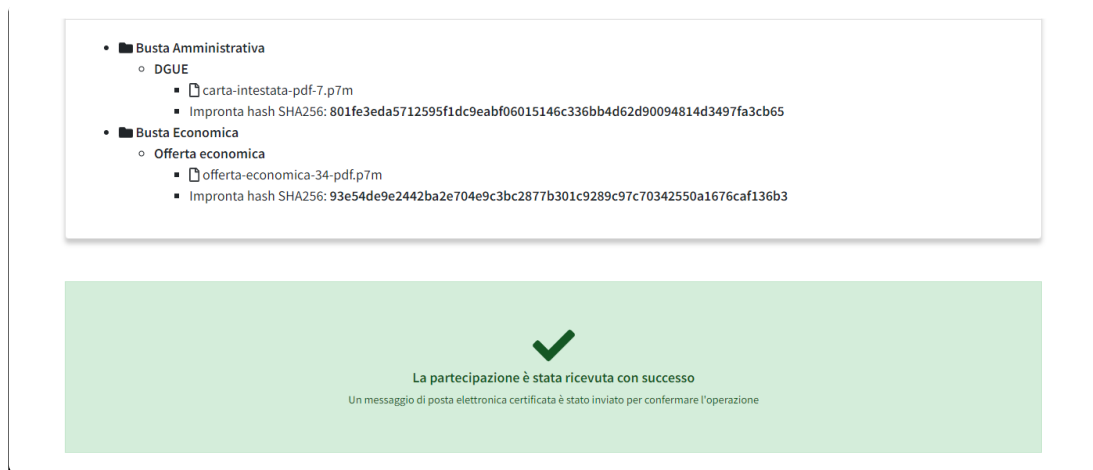 Busta Amministrativa
DGUE
carta-intestata-pdf-7.p7m
Impronta hash SHA256: 801fe3eda5712595f1dc9eabf06015146c336bb4d62d90094814d3497fa3cb65
Busta Economica
Offerta economica
offerta-economica-34-pdf.p7m
Impronta hash SHA256: 93e54de9e2442ba2e704e9c3bc2877b301c9289c97c70342550a1676caf136b3
La partecipazione è stata ricevuta con successo
Un messaggio di posta elettronica certificata è stato inviato per confermare l'operazione